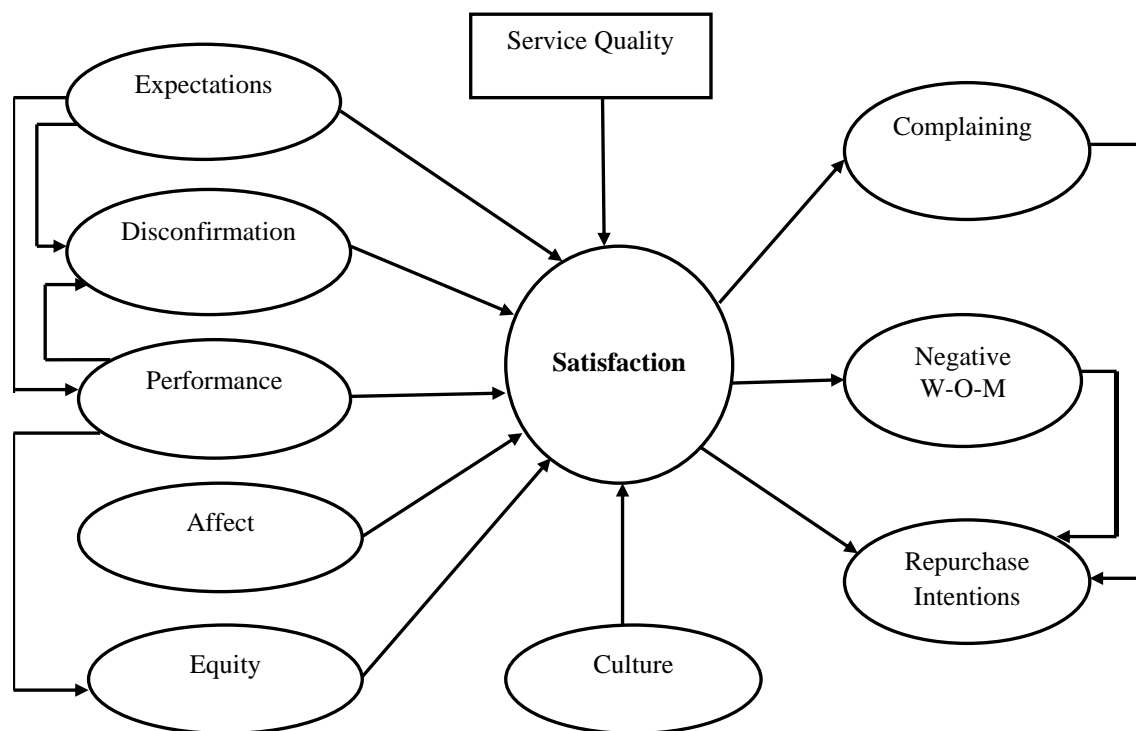 Service Quality
Expectations
Complaining
Disconfirmation
Satisfaction
Negative
W-O-M
Performance
Affect
Repurchase
Intentions
Equity
Culture